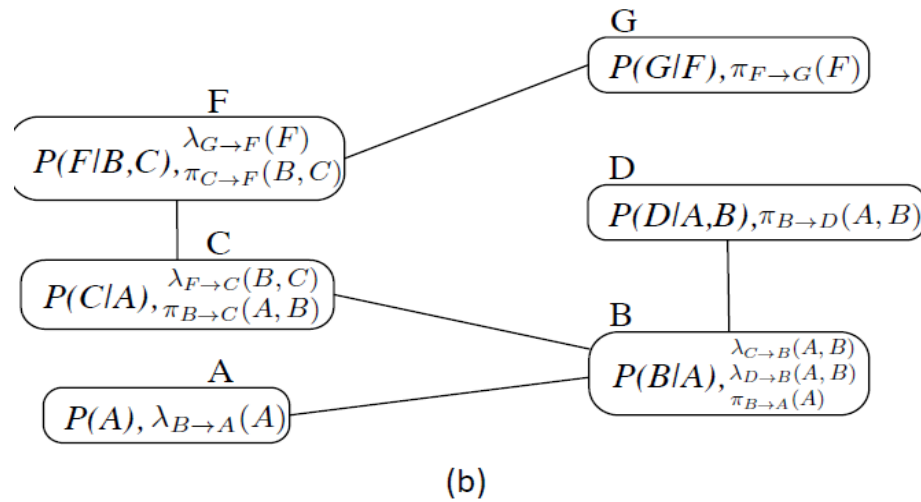 G
P(G/F), π_{F→G}(F)
F
P(F/B,C), λ_{G→F}(F)
π_{C→F}(B, C)
D
P(D/A,B), π_{B→D}(A, B)
C
P(C/A), λ_{F→C}(B, C)
π_{B→C}(A, B)
B
P(B/A), λ_{C→B}(A, B)
λ_{D→B}(A, B)
π_{B→A}(A)
A
P(A), λ_{B→A}(A)
(b)